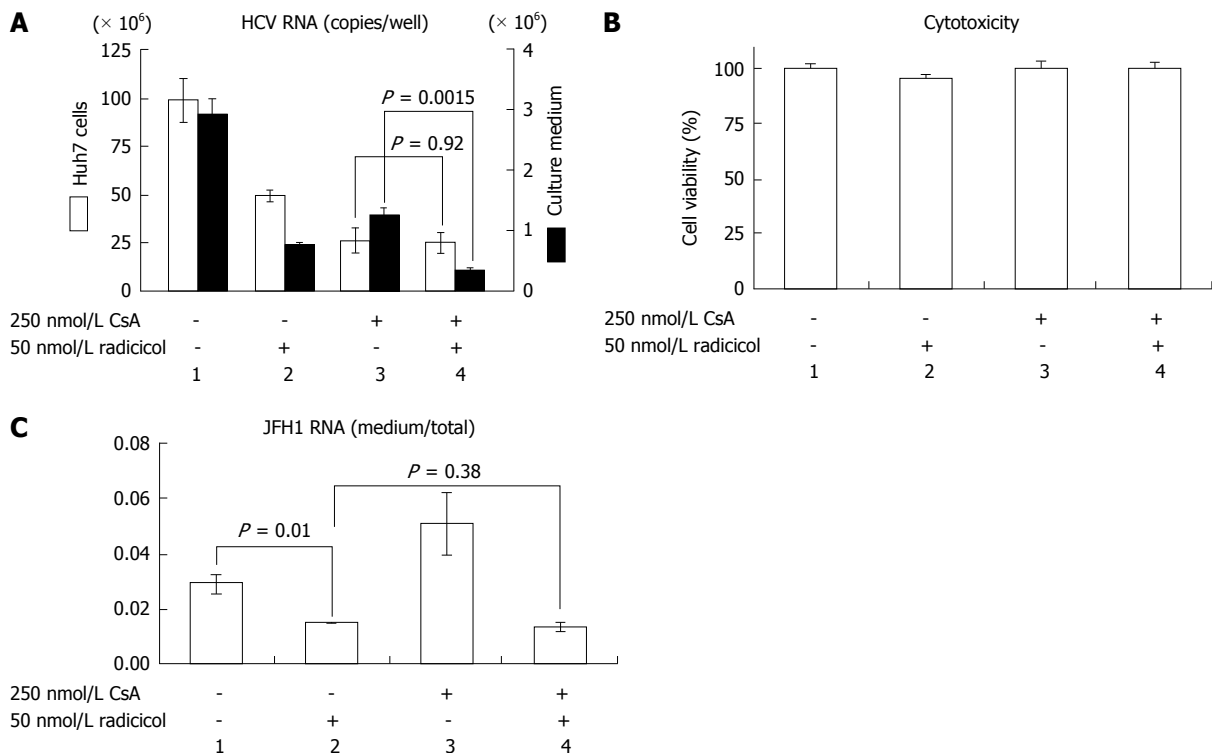 A
(× 10⁶) HCV RNA (copies/well) (× 10⁶)
125
100
75
50
25
0
Huh7 cells
4
3
2
1
0
Culture medium
P = 0.0015
P = 0.92
250 nmol/L CsA - - + +
50 nmol/L radicicol - + - +
1 2 3 4
B
Cytotoxicity
100
75
50
25
0
Cell viability (%)
250 nmol/L CsA - - + +
50 nmol/L radicicol - + - +
1 2 3 4
C
JFH1 RNA (medium/total)
0.08
0.06
0.04
0.02
0.00
P = 0.38
P = 0.01
250 nmol/L CsA - - + +
50 nmol/L radicicol - + - +
1 2 3 4